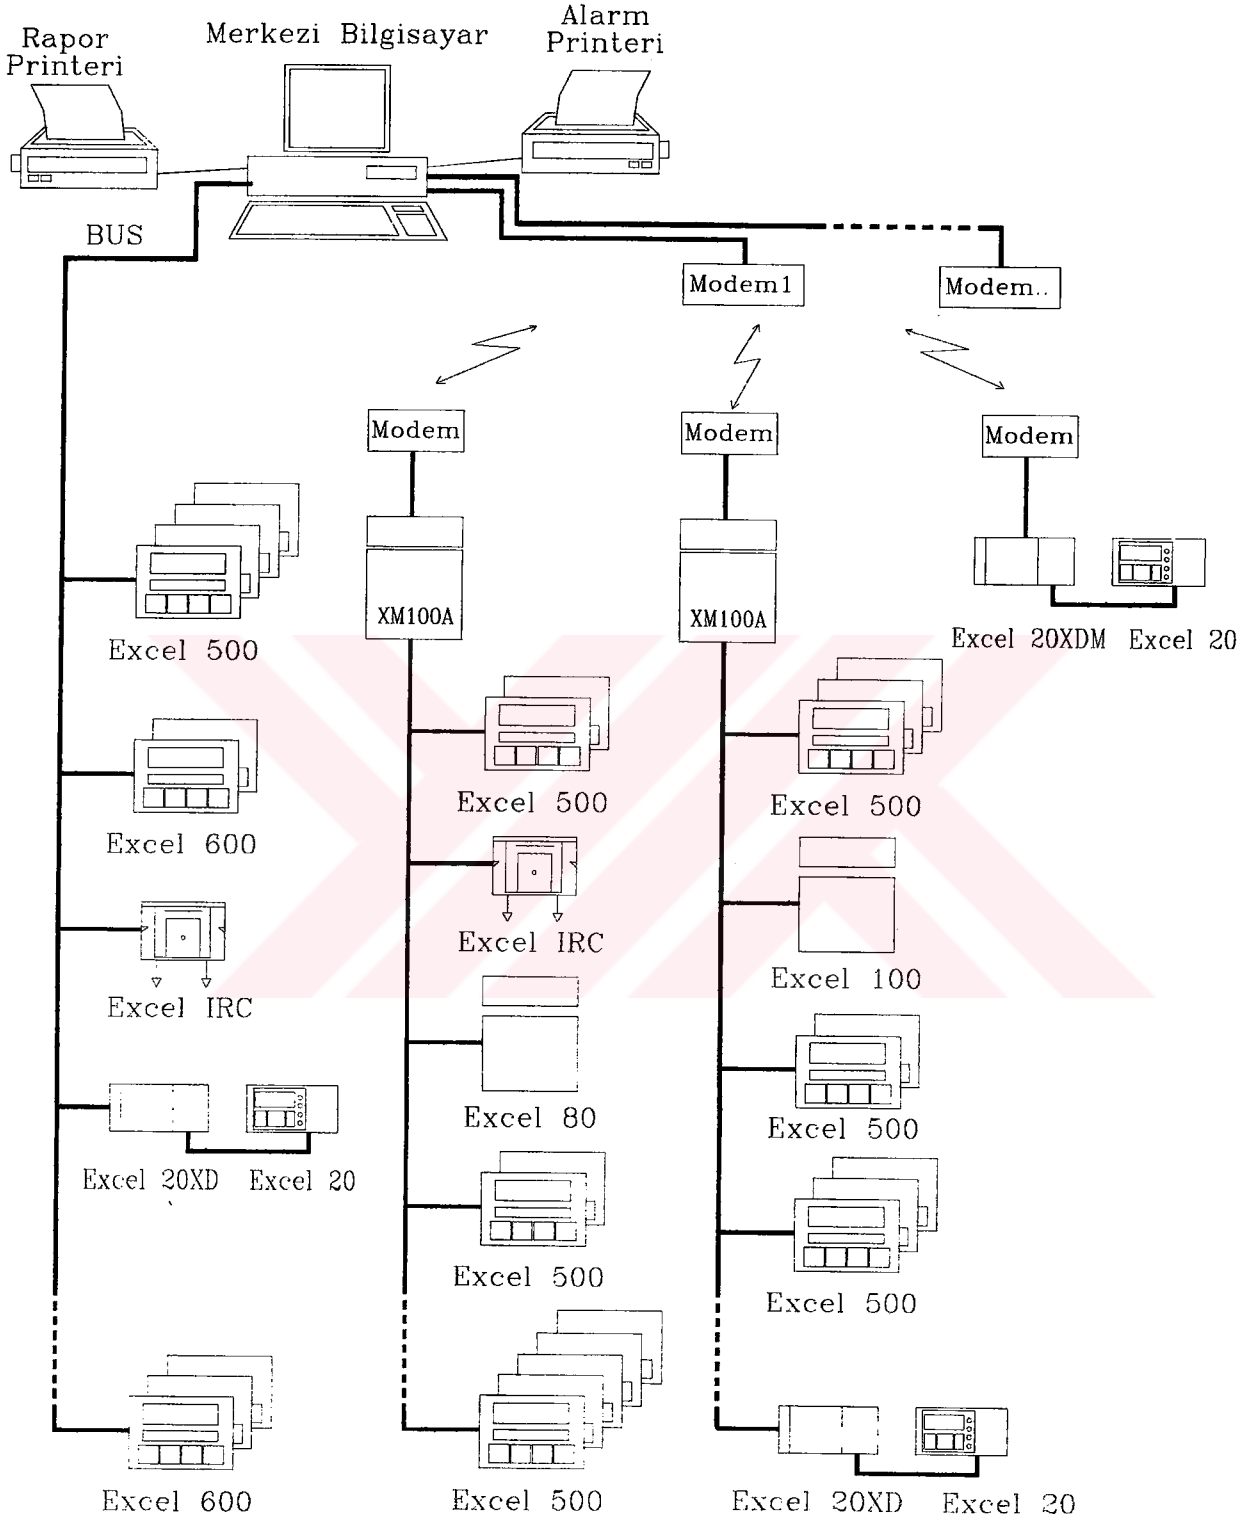 Rapor
Printeri
Merkezi Bilgisayar
Alarm
Printeri
BUS
Modem1
Modem..
Modem
Modem
Modem
XM100A
XM100A
Excel 500
Excel 20XDM
Excel 20
Excel 500
Excel 500
Excel 600
Excel IRC
Excel 100
Excel IRC
Excel 80
Excel 500
Excel 20XD
Excel 20
Excel 500
Excel 500
Excel 600
Excel 500
Excel 20XD
Excel 20